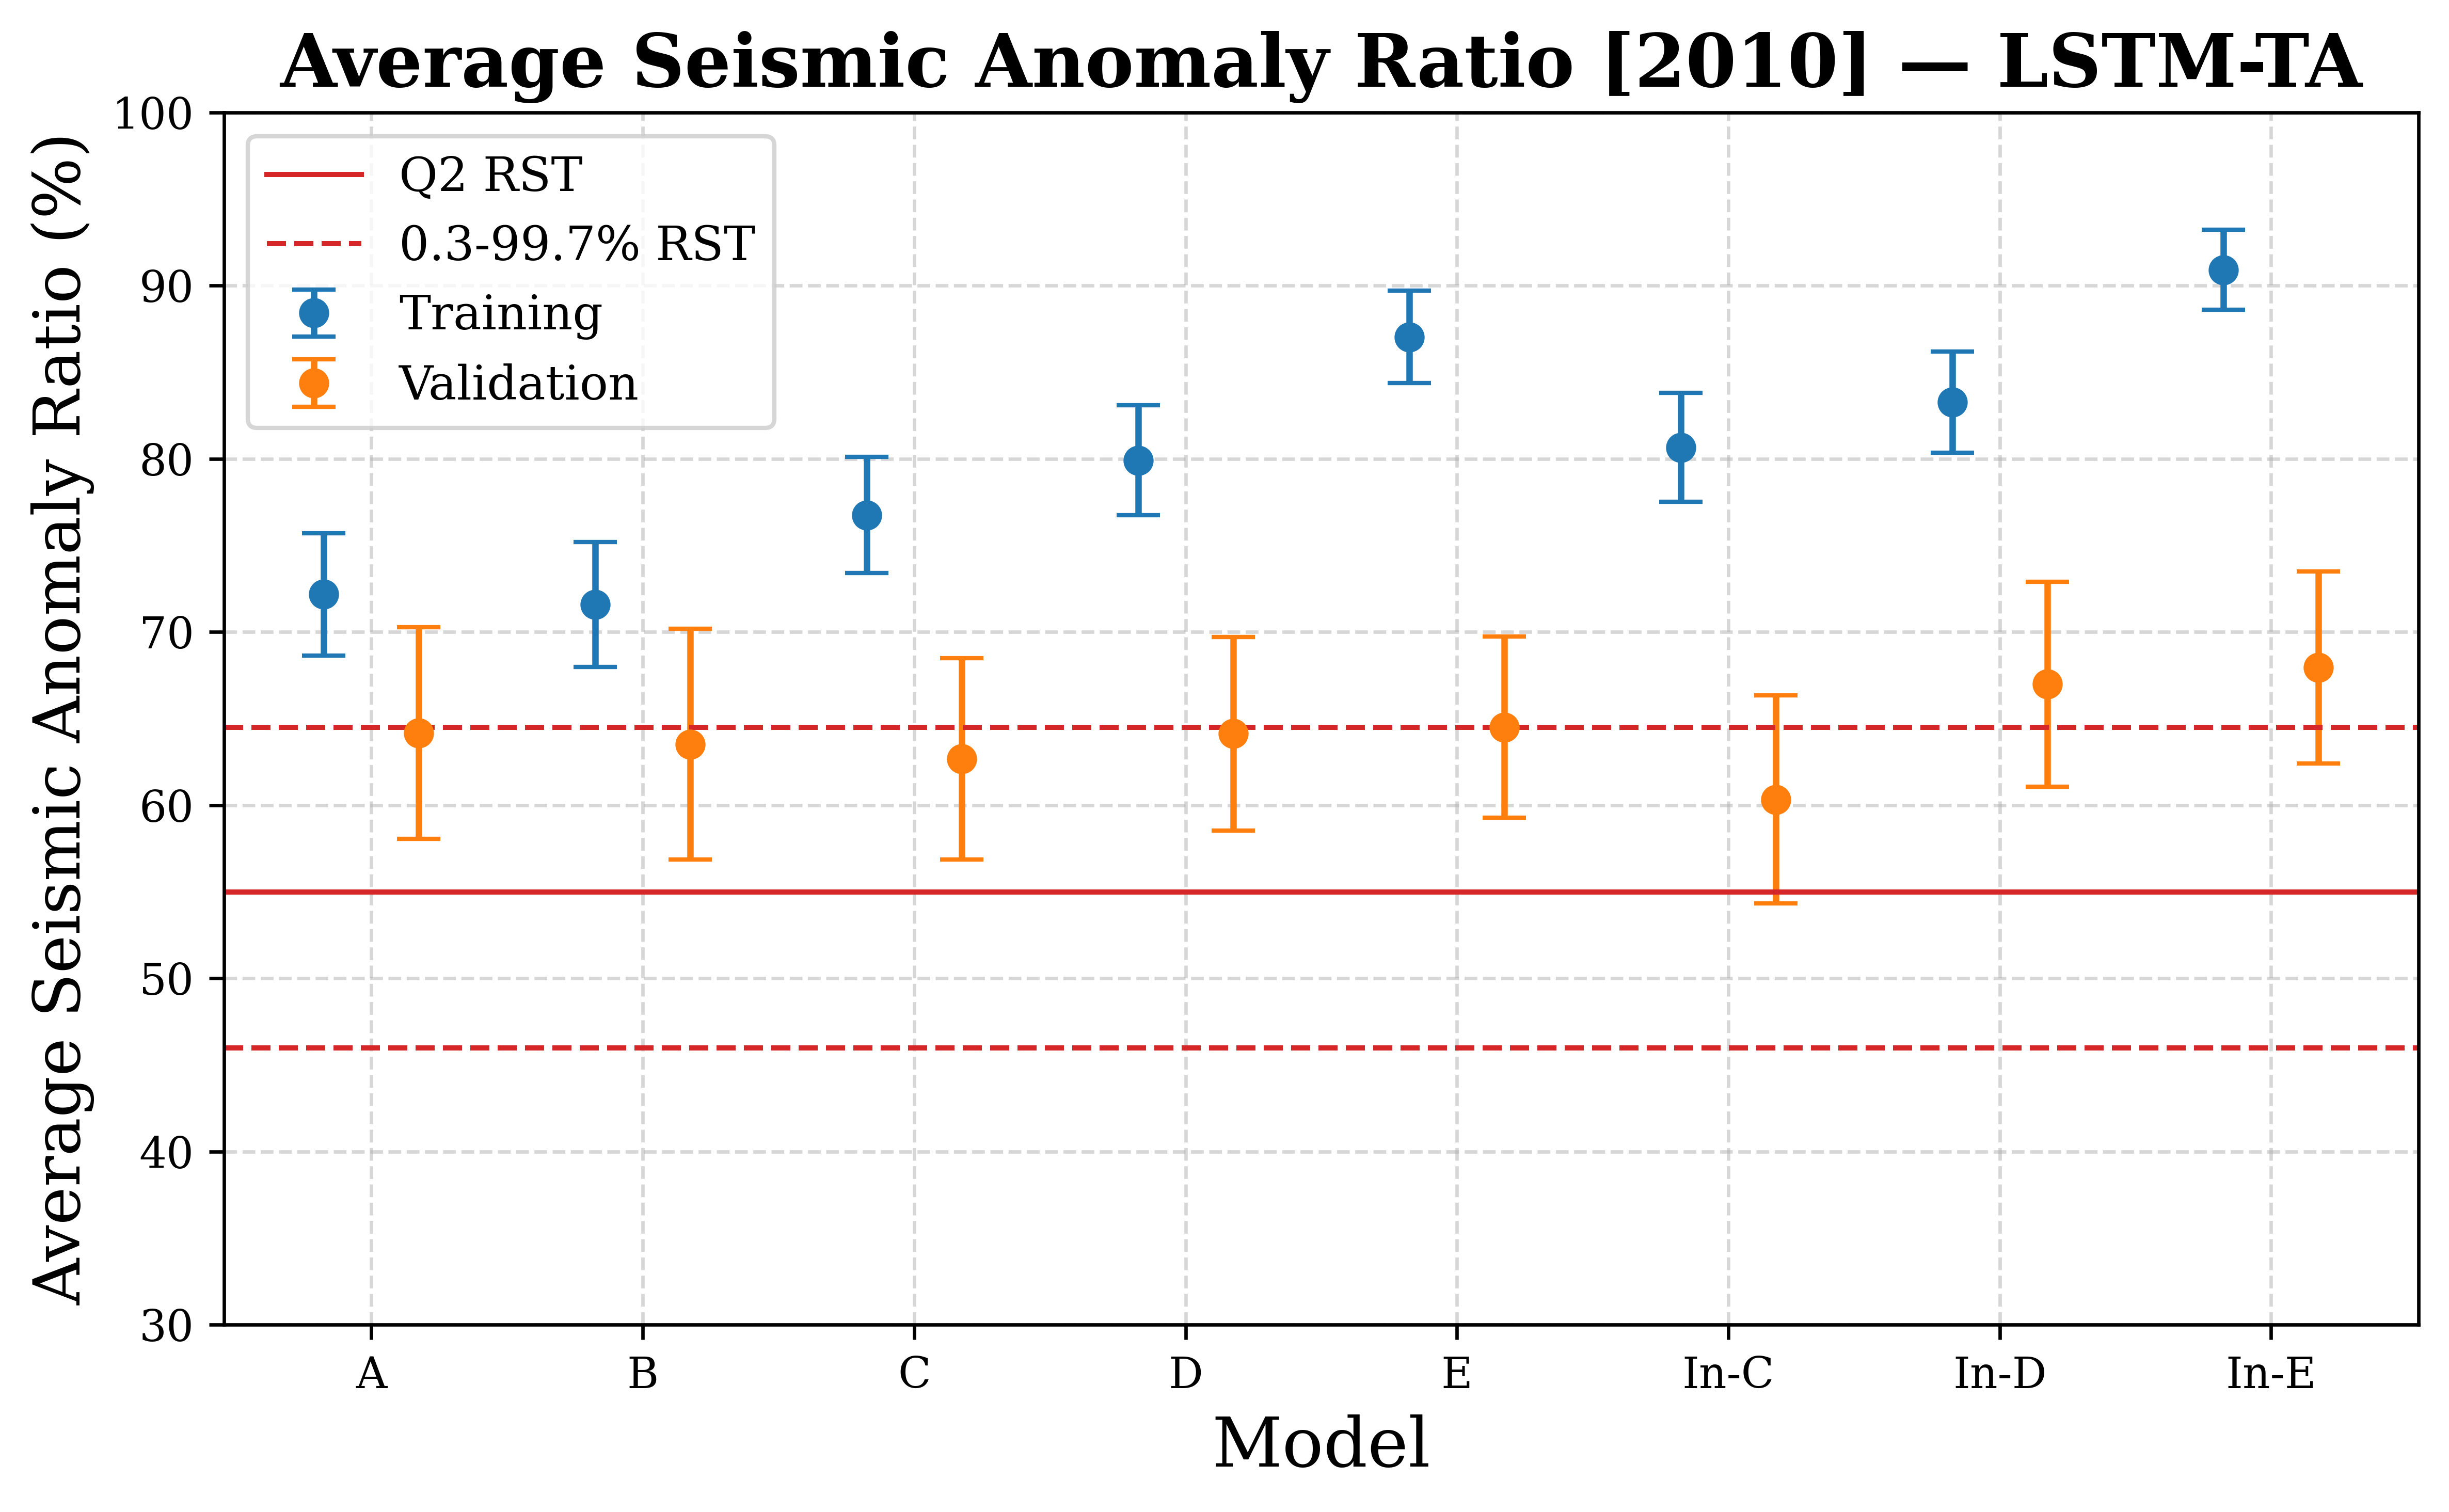 Average Seismic Anomaly Ratio [2010] — LSTM-TA
Average Seismic Anomaly Ratio (%)
100
90
80
70
60
50
40
30
Q2 RST
0.3-99.7% RST
Training
Validation
A B C D E In-C In-D In-E
Model